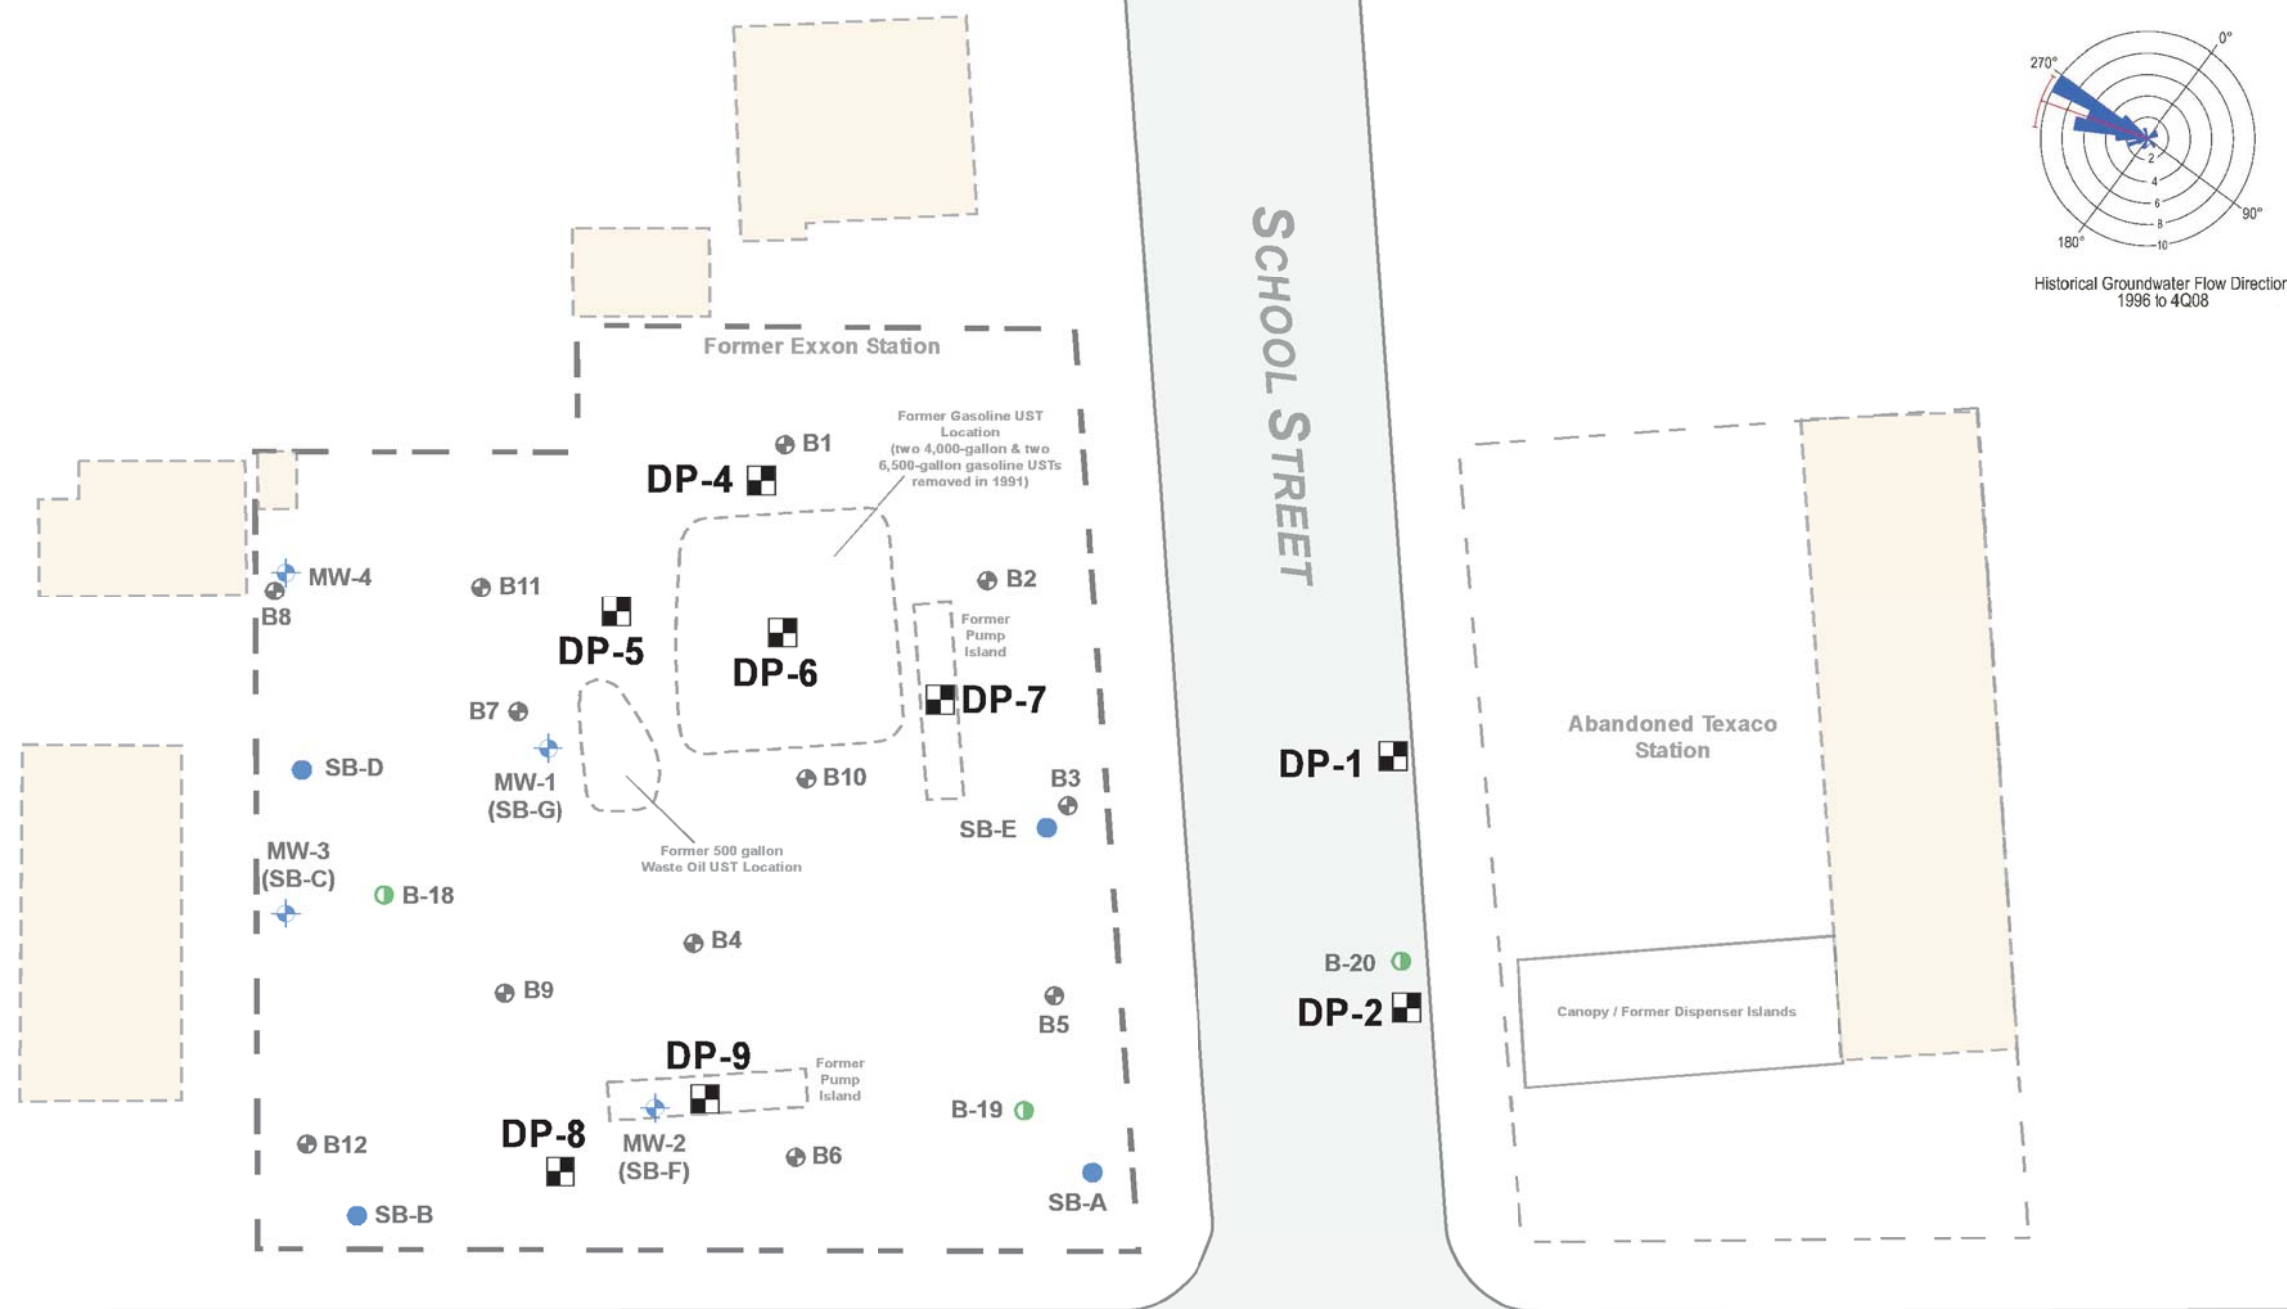 0°
270°
2
4
6
8
10
90°
180°
Historical Groundwater Flow Direction
1996 to 4Q08
SCHOOL STREET
Former Exxon Station
Former Gasoline UST
Location
(two 4,000-gallon & two
6,500-gallon gasoline USTs
removed in 1991)
B1
DP-4
MW-4
B8
B11
DP-5
DP-6
B2
Former
Pump
Island
DP-7
B7
MW-1
(SB-G)
SB-D
B10
B3
SB-E
DP-1
Abandoned Texaco
Station
Former 500 gallon
Waste Oil UST Location
MW-3
(SB-C)
B-18
B4
B9
B5
B-20
DP-2
Canopy / Former Dispenser Islands
DP-9
Former
Pump
Island
B-19
DP-8
MW-2
(SB-F)
B6
B12
SB-A
SB-B